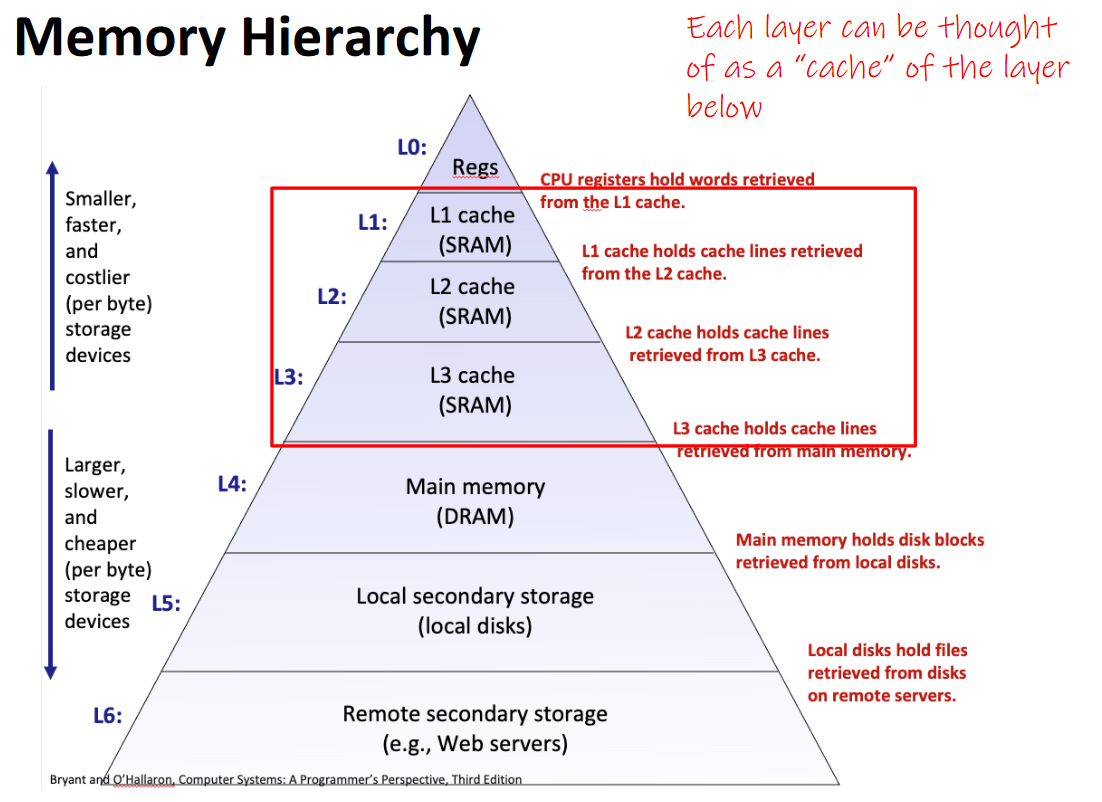 Memory Hierarchy
Each layer can be thought
of as a “cache” of the layer
below
Smaller,
faster,
and
costlier
(per byte)
storage
devices
Larger,
slower,
and
cheaper
(per byte)
storage
devices
L0:
Regs
CPU registers hold words retrieved
from the L1 cache.
L1:
L1 cache
(SRAM)
L1 cache holds cache lines retrieved
from the L2 cache.
L2:
L2 cache
(SRAM)
L2 cache holds cache lines
retrieved from L3 cache.
L3:
L3 cache
(SRAM)
L3 cache holds cache lines
retrieved from main memory.
L4:
Main memory
(DRAM)
Main memory holds disk blocks
retrieved from local disks.
L5:
Local secondary storage
(local disks)
Local disks hold files
retrieved from disks
on remote servers.
L6:
Remote secondary storage
(e.g., Web servers)
Bryant and O’Hallaron, Computer Systems: A Programmer’s Perspective, Third Edition